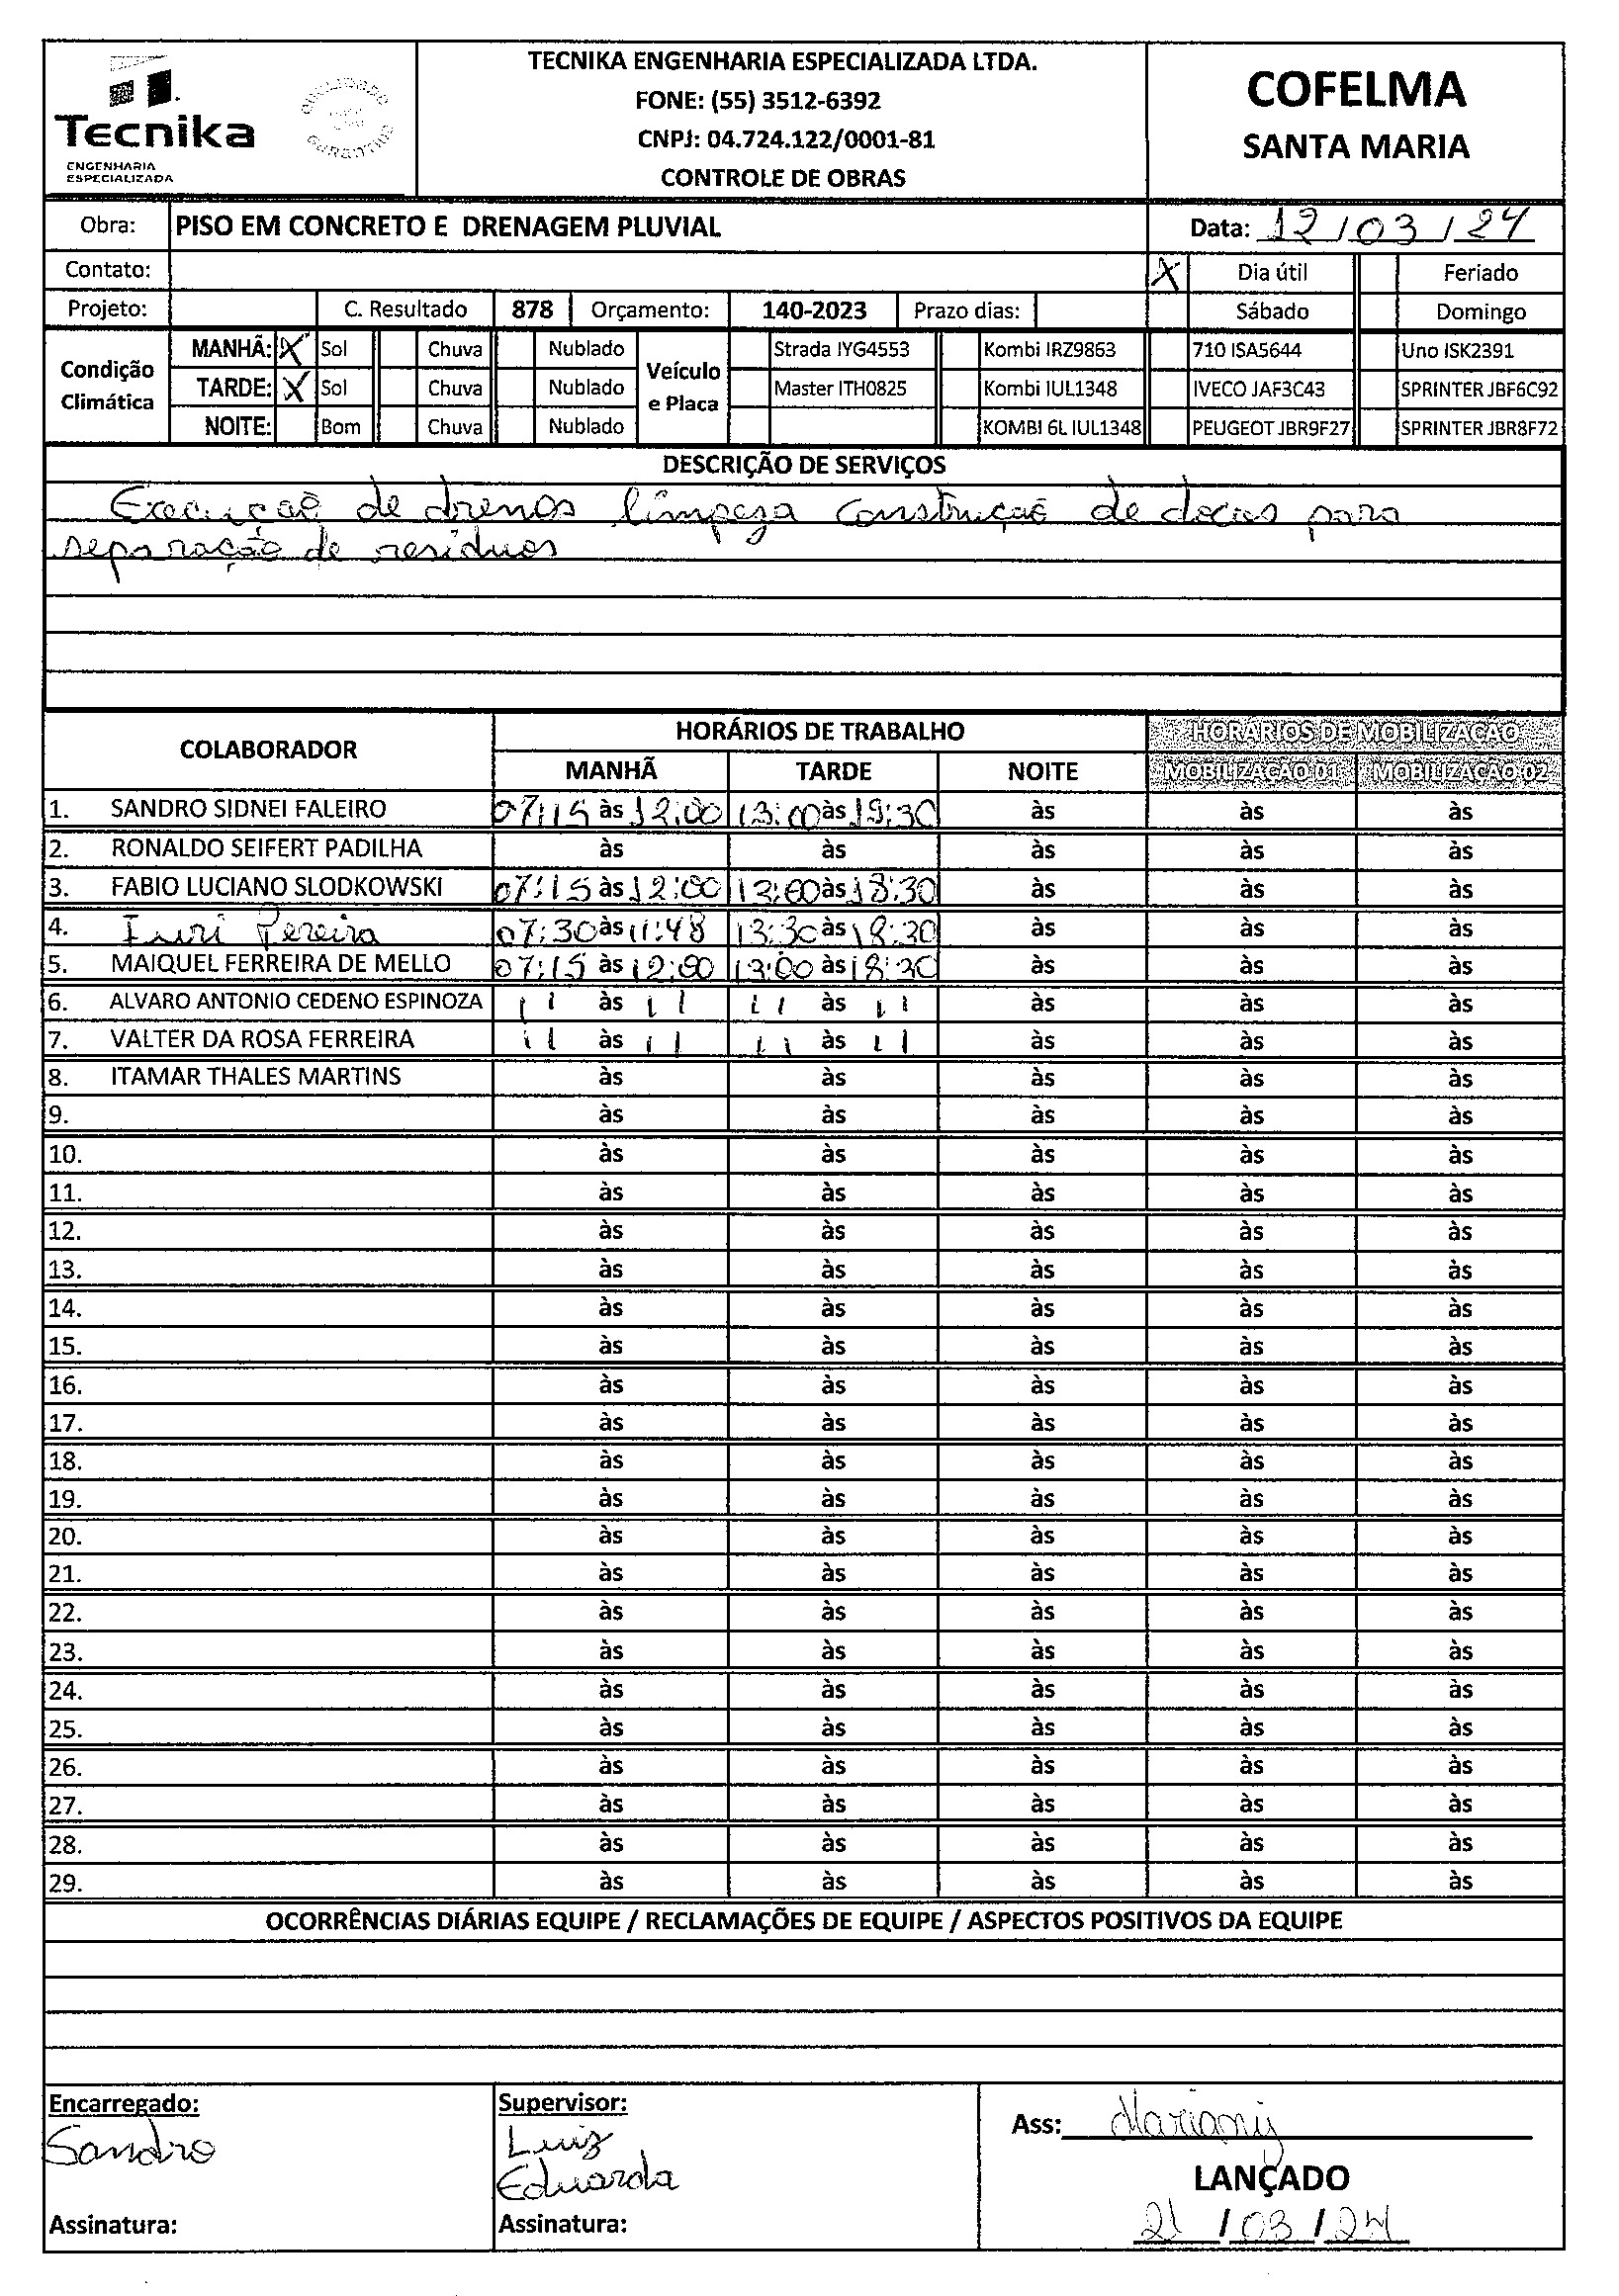 Tecnika
ENGENHARIA
ESPECIALIZADA
TECNIKA ENGENHARIA ESPECIALIZADA LTDA.
FONE: (55) 3512-6392
CNPJ: 04.724.122/0001-81
CONTROLE DE OBRAS
COFELMA
SANTA MARIA
Obra: PISO EM CONCRETO E DRENAGEM PLUVIAL Data: 12/03/24
Contato: X Dia útil Feriado
Projeto: C. Resultado 878 Orçamento: 140-2023 Prazo dias: Sábado Domingo
Condição Climática
MANHÃ: X Sol Chuva Nublado
TARDE: X Sol Chuva Nublado
NOITE: Bom Chuva Nublado
Veículo e Placa
Strada IYG4553 Kombi IRZ9863 710 ISA5644 Uno ISK2391
Master ITH0825 Kombi IUL1348 IVECO JAF3C43 SPRINTER JBF6C92
KOMBI 6L IUL1348 PEUGEOT JBR9F27 SPRINTER JBR8F72
DESCRIÇÃO DE SERVIÇOS
Execução de drenos limpeza construção de docas para
separação de residuos
COLABORADOR HORÁRIOS DE TRABALHO HORÁRIOS DE MOBILIZACAO
MANHÃ TARDE NOITE MOBILIZACAO 01 MOBILIZACAO 02
1. SANDRO SIDNEI FALEIRO 07:15 às 12:00 13:00 às 19:30 às às às
2. RONALDO SEIFERT PADILHA às às às às às
3. FABIO LUCIANO SLODKOWSKI 07:15 às 12:00 13:00 às 18:30 às às às
4. Iuri Pereira 07:30 às 11:48 13:30 às 18:30 às às às
5. MAIQUEL FERREIRA DE MELLO 07:15 às 12:00 13:00 às 18:30 às às às
6. ALVARO ANTONIO CEDENO ESPINOZA 11 às 11 11 às 11 às às às
7. VALTER DA ROSA FERREIRA 11 às 11 11 às 11 às às às
8. ITAMAR THALES MARTINS às às às às às
9. às às às às às
10. às às às às às
11. às às às às às
12. às às às às às
13. às às às às às
14. às às às às às
15. às às às às às
16. às às às às às
17. às às às às às
18. às às às às às
19. às às às às às
20. às às às às às
21. às às às às às
22. às às às às às
23. às às às às às
24. às às às às às
25. às às às às às
26. às às às às às
27. às às às às às
28. às às às às às
29. às às às às às
OCORRÊNCIAS DIÁRIAS EQUIPE / RECLAMAÇÕES DE EQUIPE / ASPECTOS POSITIVOS DA EQUIPE
Encarregado:
Sandro
Assinatura:
Supervisor:
Luiz
Eduarda
Assinatura:
Ass: Mariany
LANÇADO
21/03/24